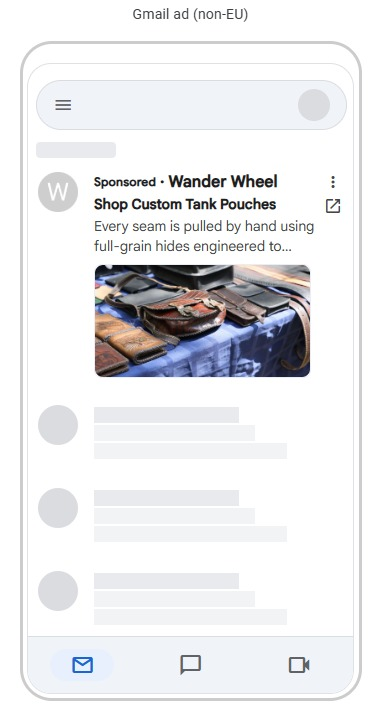 Gmail ad (non-EU)
W
Sponsored • Wander Wheel
Shop Custom Tank Pouches
Every seam is pulled by hand using
full-grain hides engineered to...